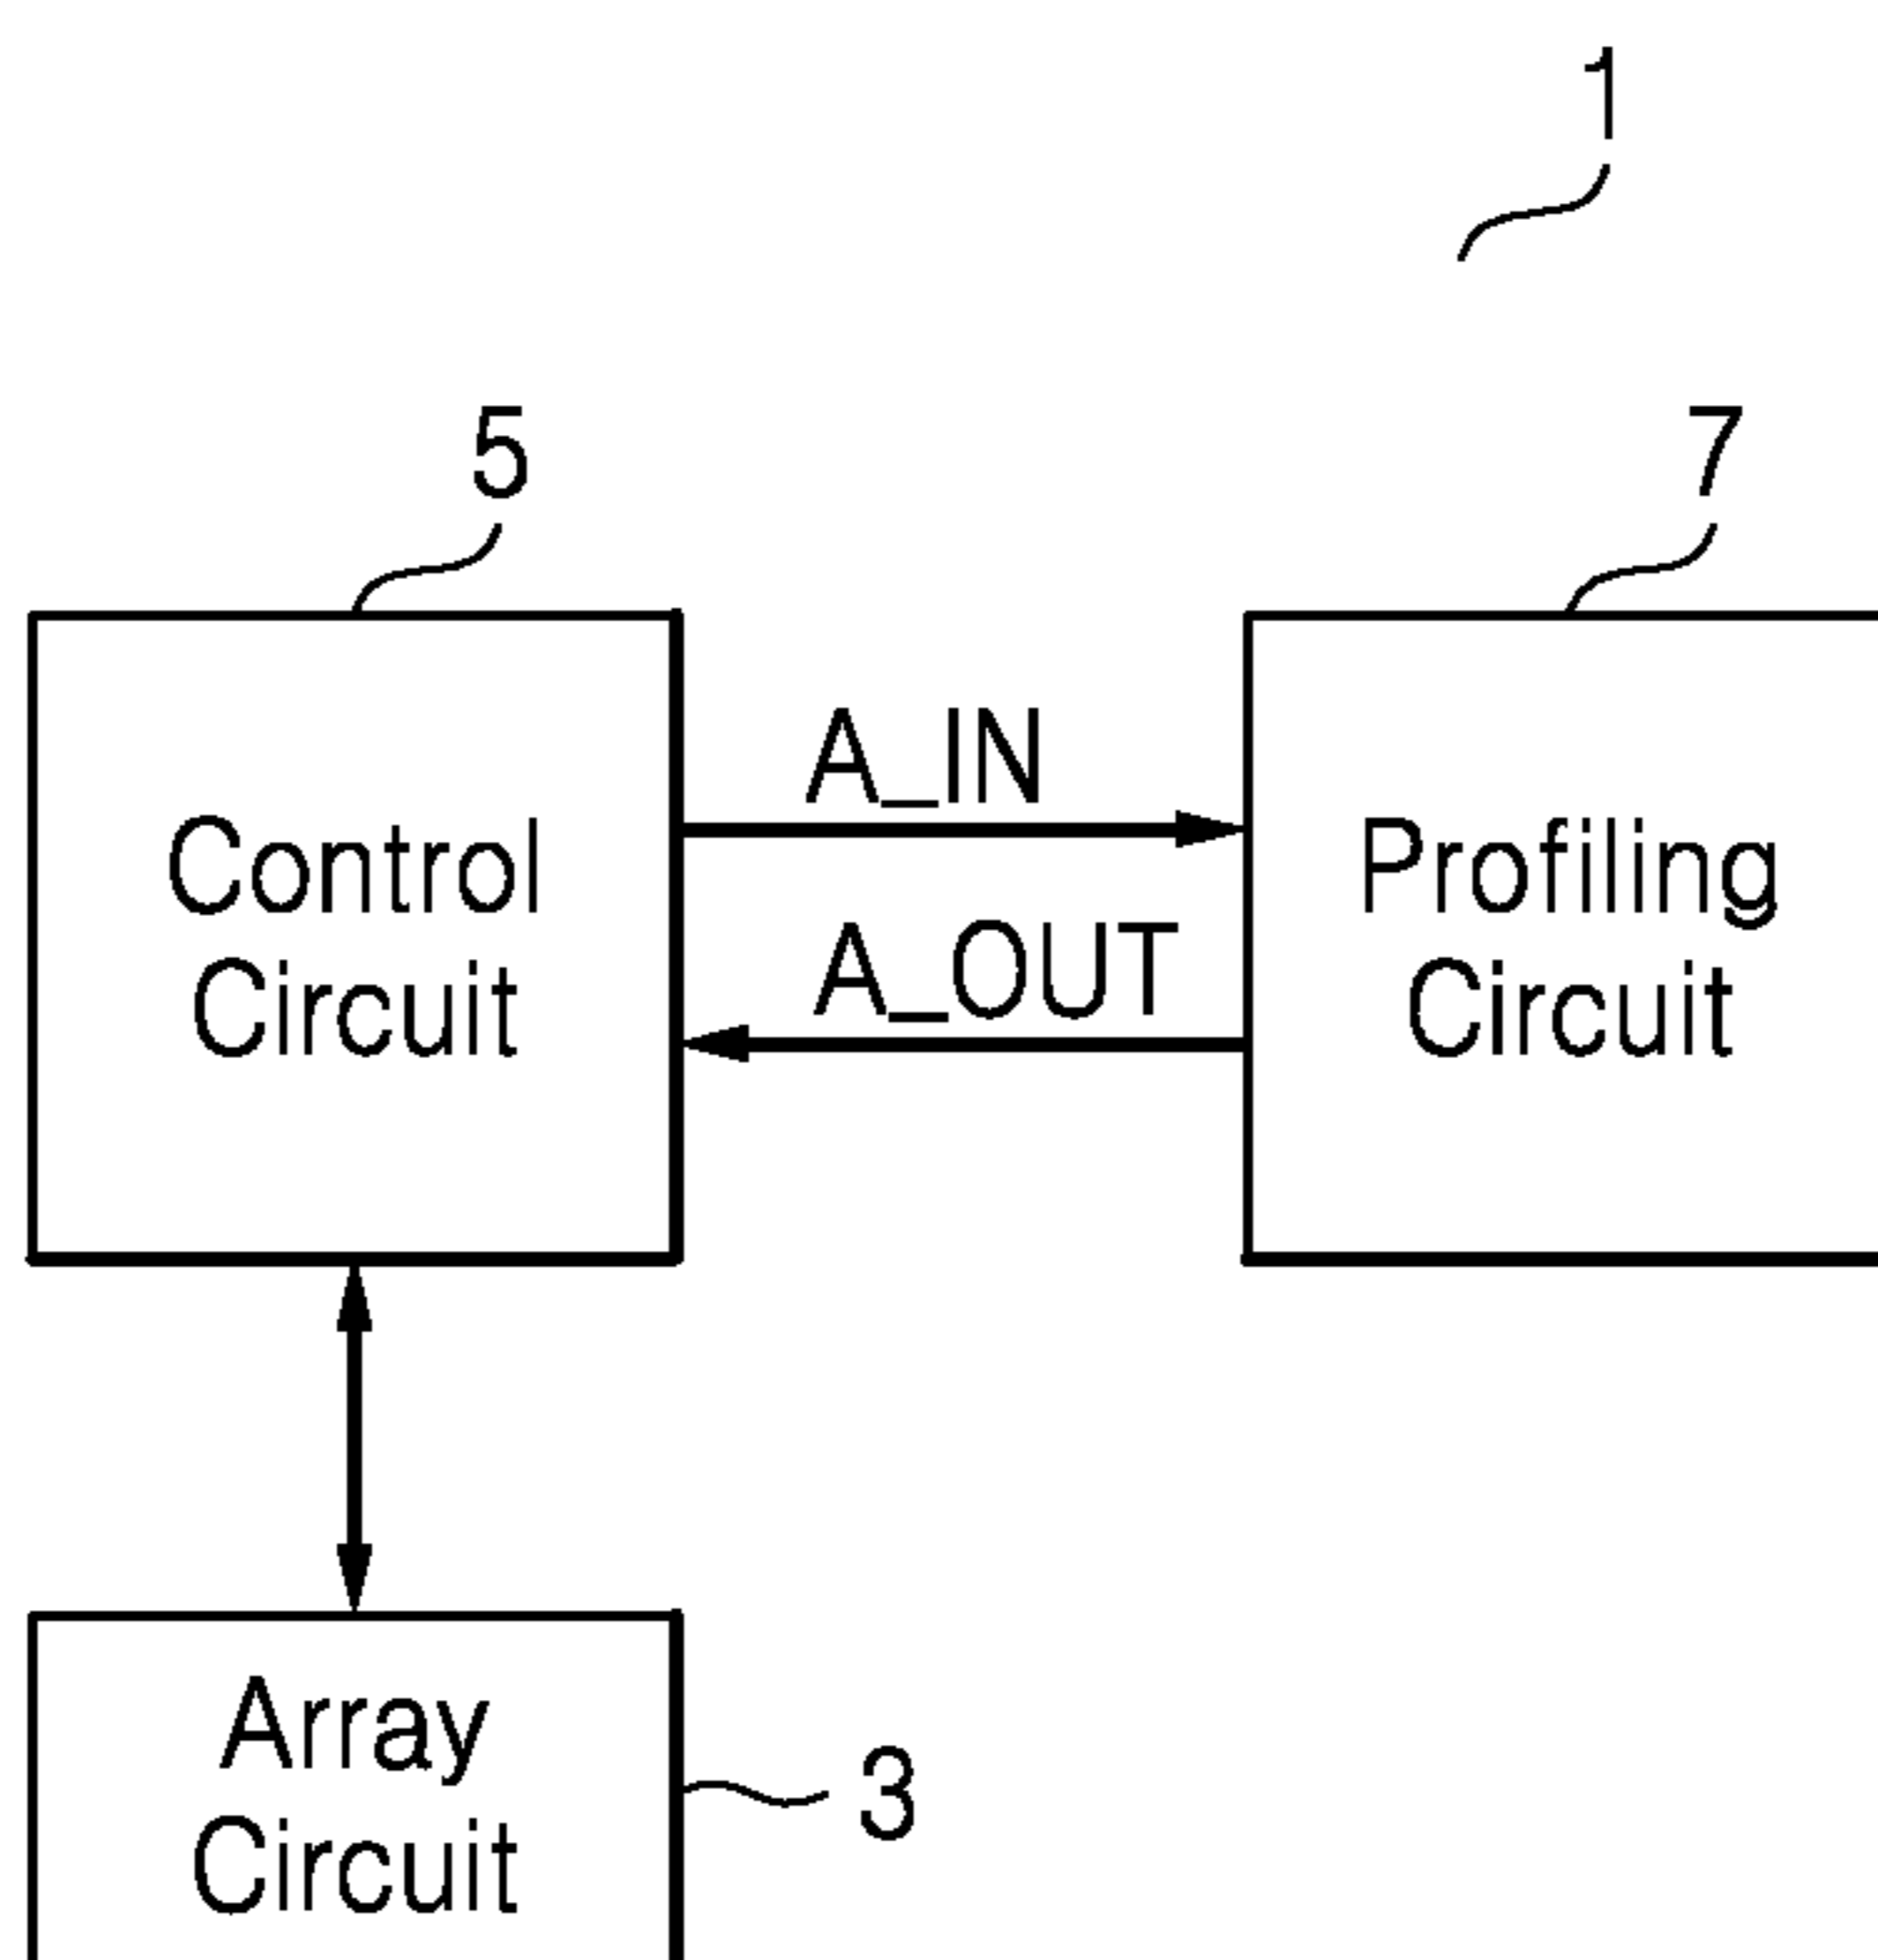 1
5
7
A_IN
Control
Circuit
Profiling
Circuit
A_OUT
Array
Circuit
3